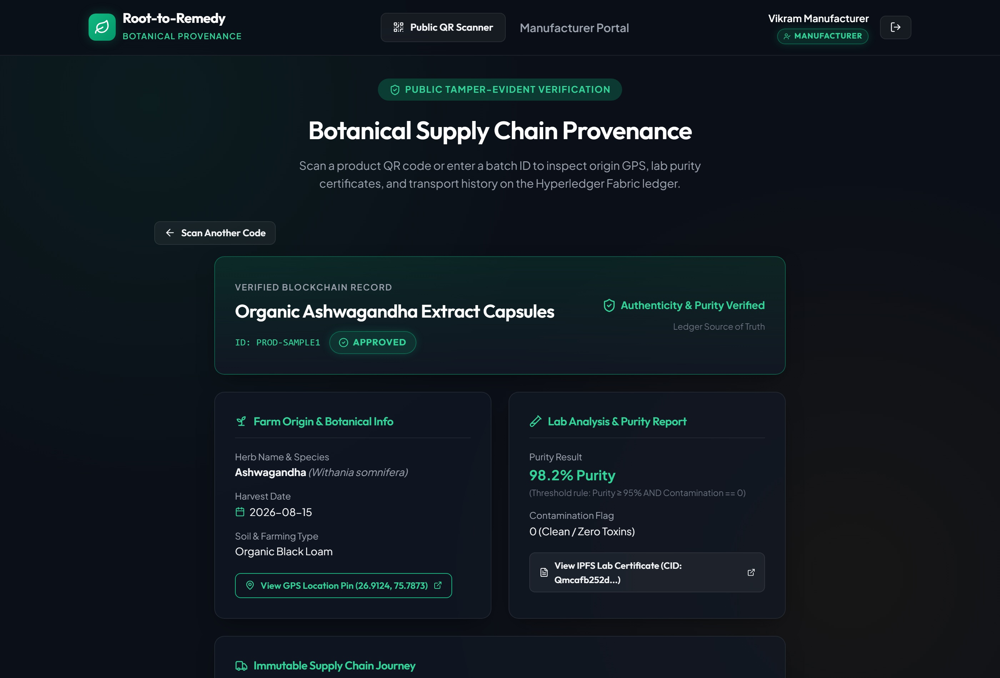 Root-to-Remedy
BOTANICAL PROVENANCE
Public QR Scanner
Manufacturer Portal
Vikram Manufacturer
MANUFACTURER
PUBLIC TAMPER-EVIDENT VERIFICATION
Botanical Supply Chain Provenance
Scan a product QR code or enter a batch ID to inspect origin GPS, lab purity
certificates, and transport history on the Hyperledger Fabric ledger.
Scan Another Code
VERIFIED BLOCKCHAIN RECORD
Organic Ashwagandha Extract Capsules
ID: PROD-SAMPLE1
APPROVED
Authenticity & Purity Verified
Ledger Source of Truth
Farm Origin & Botanical Info
Herb Name & Species
Ashwagandha (Withania somnifera)
Harvest Date
2026-08-15
Soil & Farming Type
Organic Black Loam
View GPS Location Pin (26.9124, 75.7873)
Lab Analysis & Purity Report
Purity Result
98.2% Purity
(Threshold rule: Purity ≥ 95% AND Contamination == 0)
Contamination Flag
0 (Clean / Zero Toxins)
View IPFS Lab Certificate (CID:
Qmcafb252d...)
Immutable Supply Chain Journey